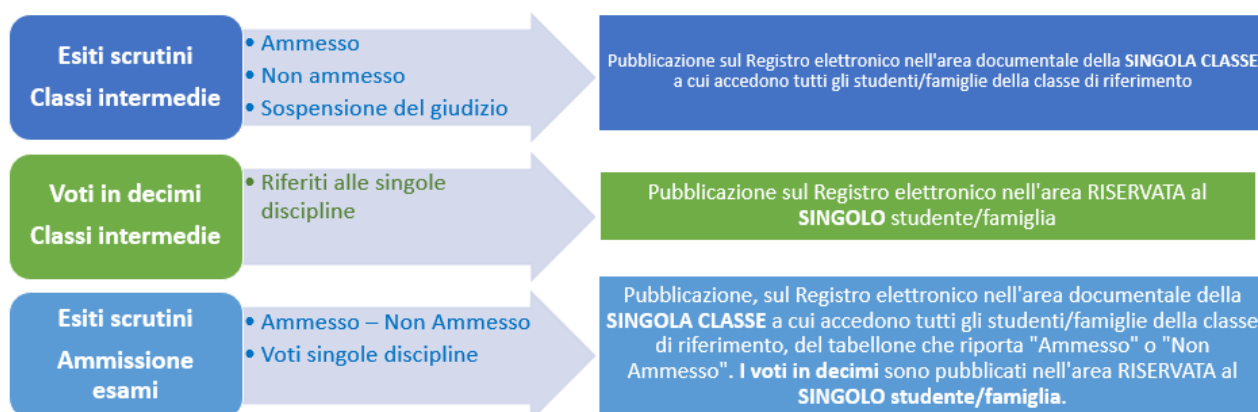 Esiti scrutini
Classi intermedie
• Ammesso
• Non ammesso
• Sospensione del giudizio
Pubblicazione sul Registro elettronico nell'area documentale della SINGOLA CLASSE
a cui accedono tutti gli studenti/famiglie della classe di riferimento
Voti in decimi
Classi intermedie
• Riferiti alle singole
discipline
Pubblicazione sul Registro elettronico nell'area RISERVATA al
SINGOLO studente/famiglia
Esiti scrutini
Ammissione
esami
• Ammesso – Non Ammesso
• Voti singole discipline
Pubblicazione, sul Registro elettronico nell'area documentale della
SINGOLA CLASSE a cui accedono tutti gli studenti/famiglie della classe
di riferimento, del tabellone che riporta "Ammesso" o "Non
Ammesso". I voti in decimi sono pubblicati nell'area RISERVATA al
SINGOLO studente/famiglia.